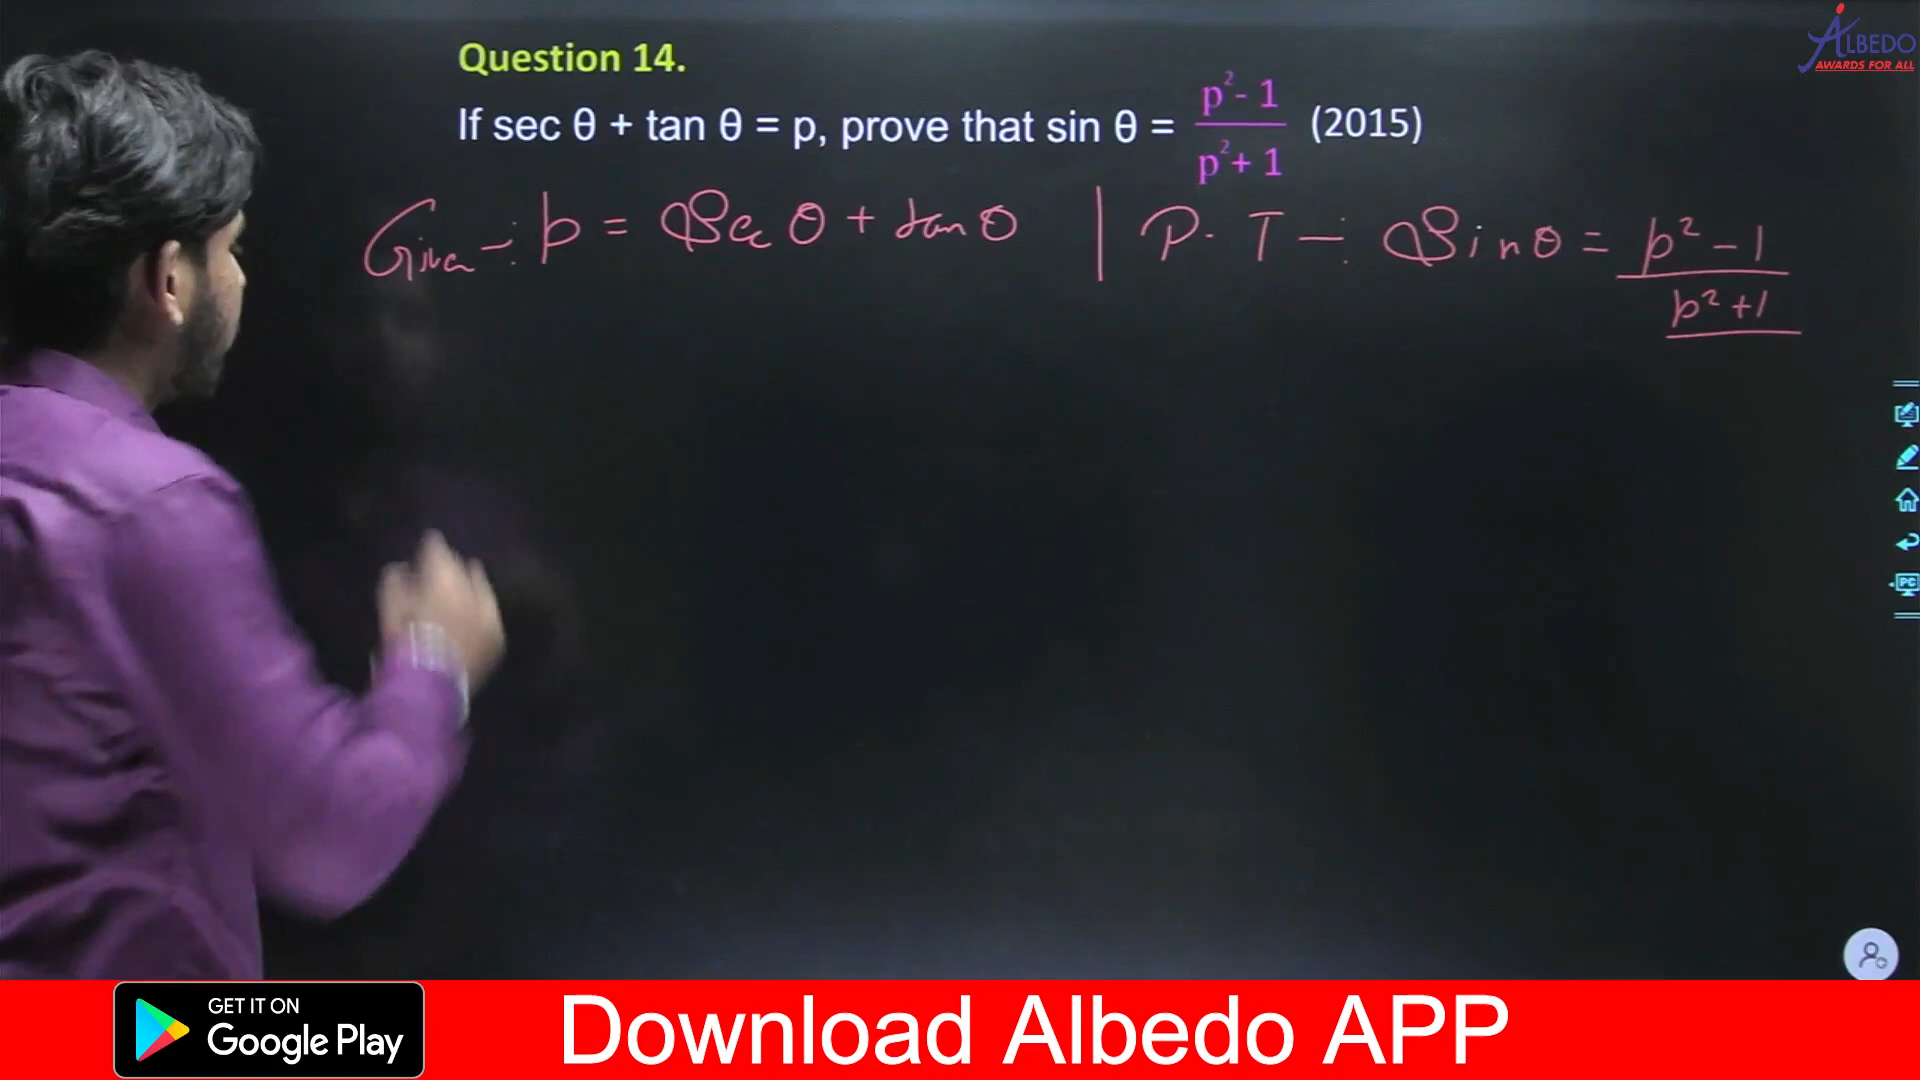 ALBEDO
AWARDS FOR ALL
Question 14.
If sec θ + tan θ = p, prove that sin θ = p² - 1 / p² + 1 (2015)
Given -: p = Sec θ + tan θ | P. T -: Sin θ = p² - 1 / p² + 1
PC
GET IT ON
Google Play
Download Albedo APP